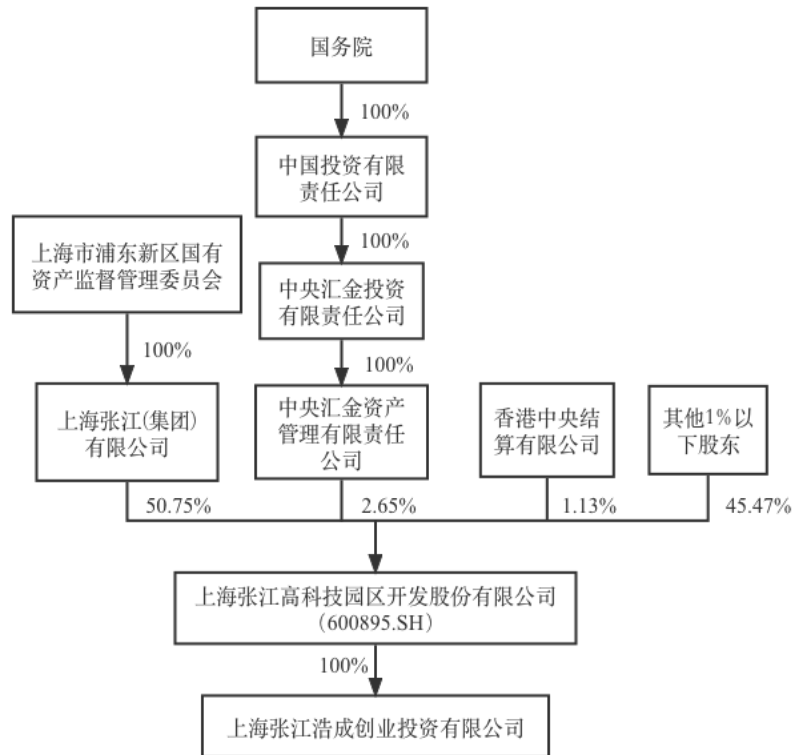 国务院
100%
中国投资有限
责任公司
100%
上海市浦东新区国有
资产监督管理委员会
中央汇金投资
有限责任公司
100%
100%
上海张江(集团)
有限公司
中央汇金资产
管理有限责任
公司
香港中央结
算有限公司
其他1%以
下股东
50.75%
2.65%
1.13%
45.47%
上海张江高科技园区开发股份有限公司
（600895.SH）
100%
上海张江浩成创业投资有限公司